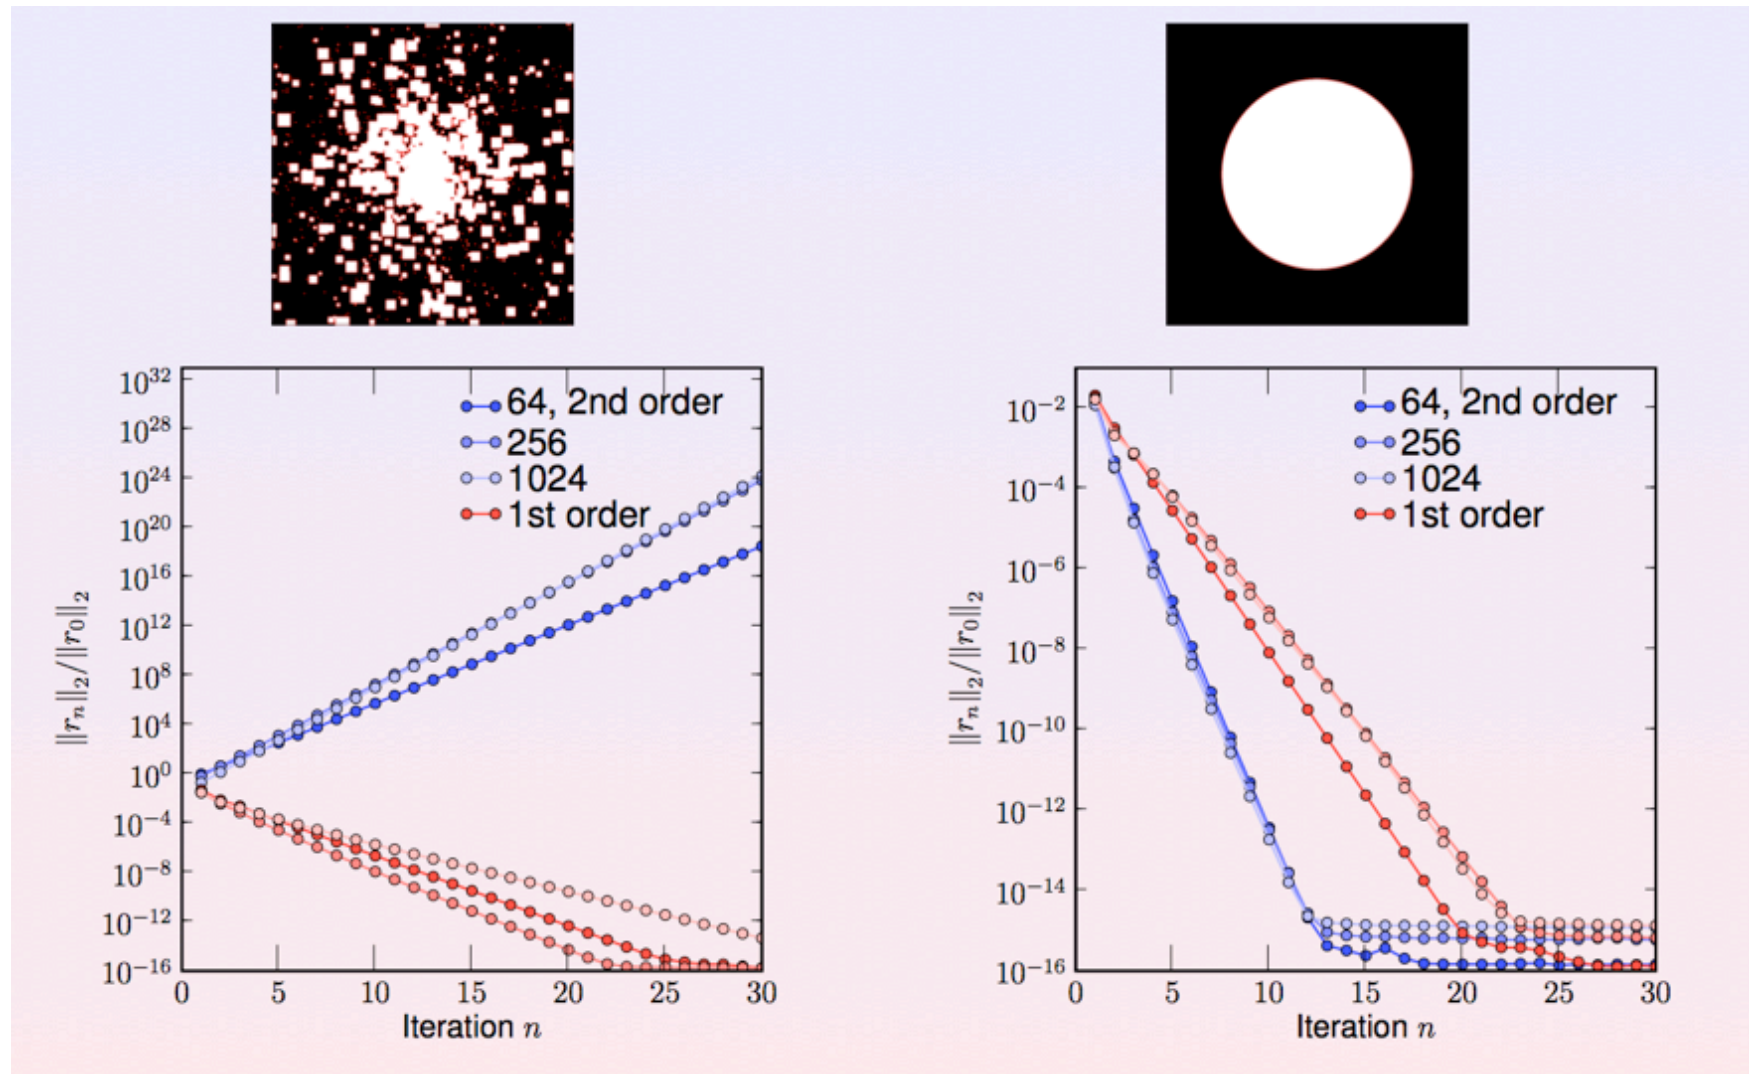 10^32
10^28
10^24
10^20
10^16
10^12
10^8
10^4
10^0
10^−4
10^−8
10^−12
10^−16
‖r_n‖_2/‖r_0‖_2
64, 2nd order
256
1024
1st order
0 5 10 15 20 25 30
Iteration n
10^−2
10^−4
10^−6
10^−8
10^−10
10^−12
10^−14
10^−16
‖r_n‖_2/‖r_0‖_2
64, 2nd order
256
1024
1st order
0 5 10 15 20 25 30
Iteration n